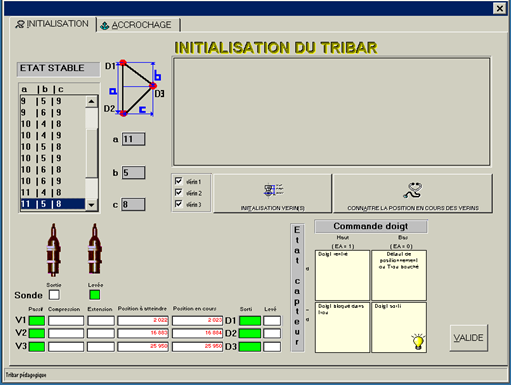 INITIALISATION
ACCROCHAGE
INITIALISATION DU TRIBAR
ETAT STABLE
D1
b
a
D3
D2
c
a |b |c
9 |5 |9
9 |6 |9
10 |4 |8
10 |4 |9
10 |5 |8
10 |5 |9
10 |6 |9
11 |4 |8
11 |5 |8
a 11
b 5
c 8
vérin 1
vérin 2
vérin 3
INITIALISATION VERIN(S)
CONNAITRE LA POSITION EN COURS DES VERINS
Etat capteur
Commande doigt
Haut
(EA = 1)
Bas
(EA = 0)
Doigt rentré
Défaut de positionnement ou Trou bouché
Doigt bloqué dans Trou
Doigt sorti
Sonde
Sortie
Levée
Passif
Compression
Extension
Position à atteindre
Position en cours
Sorti
Levé
V1
2 022
2 023
D1
V2
16 883
16 884
D2
V3
25 950
25 950
D3
VALIDE
Tribar pédagogique